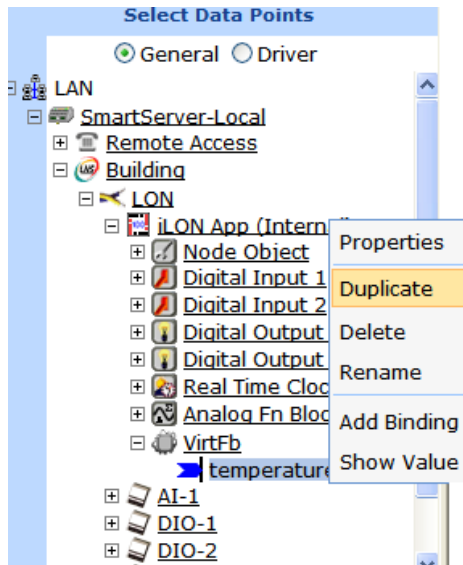 Select Data Points
General Driver
LAN
SmartServer-Local
Remote Access
Building
LON
iLON App (Intern
Properties
Node Object
Digital Input 1
Duplicate
Digital Input 2
Digital Output
Delete
Digital Output
Rename
Real Time Cloc
Analog Fn Bloc
Add Binding
VirtFb
temperature
Show Value
AI-1
DIO-1
DIO-2